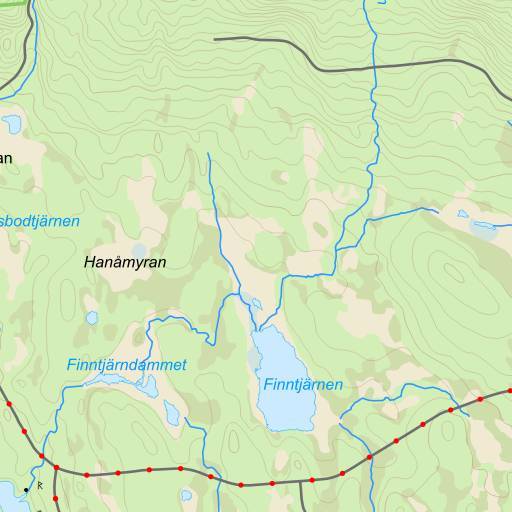 an
sbodtjärnen
Hanåmyran
Finntjärndammet
Finntjärnen
k